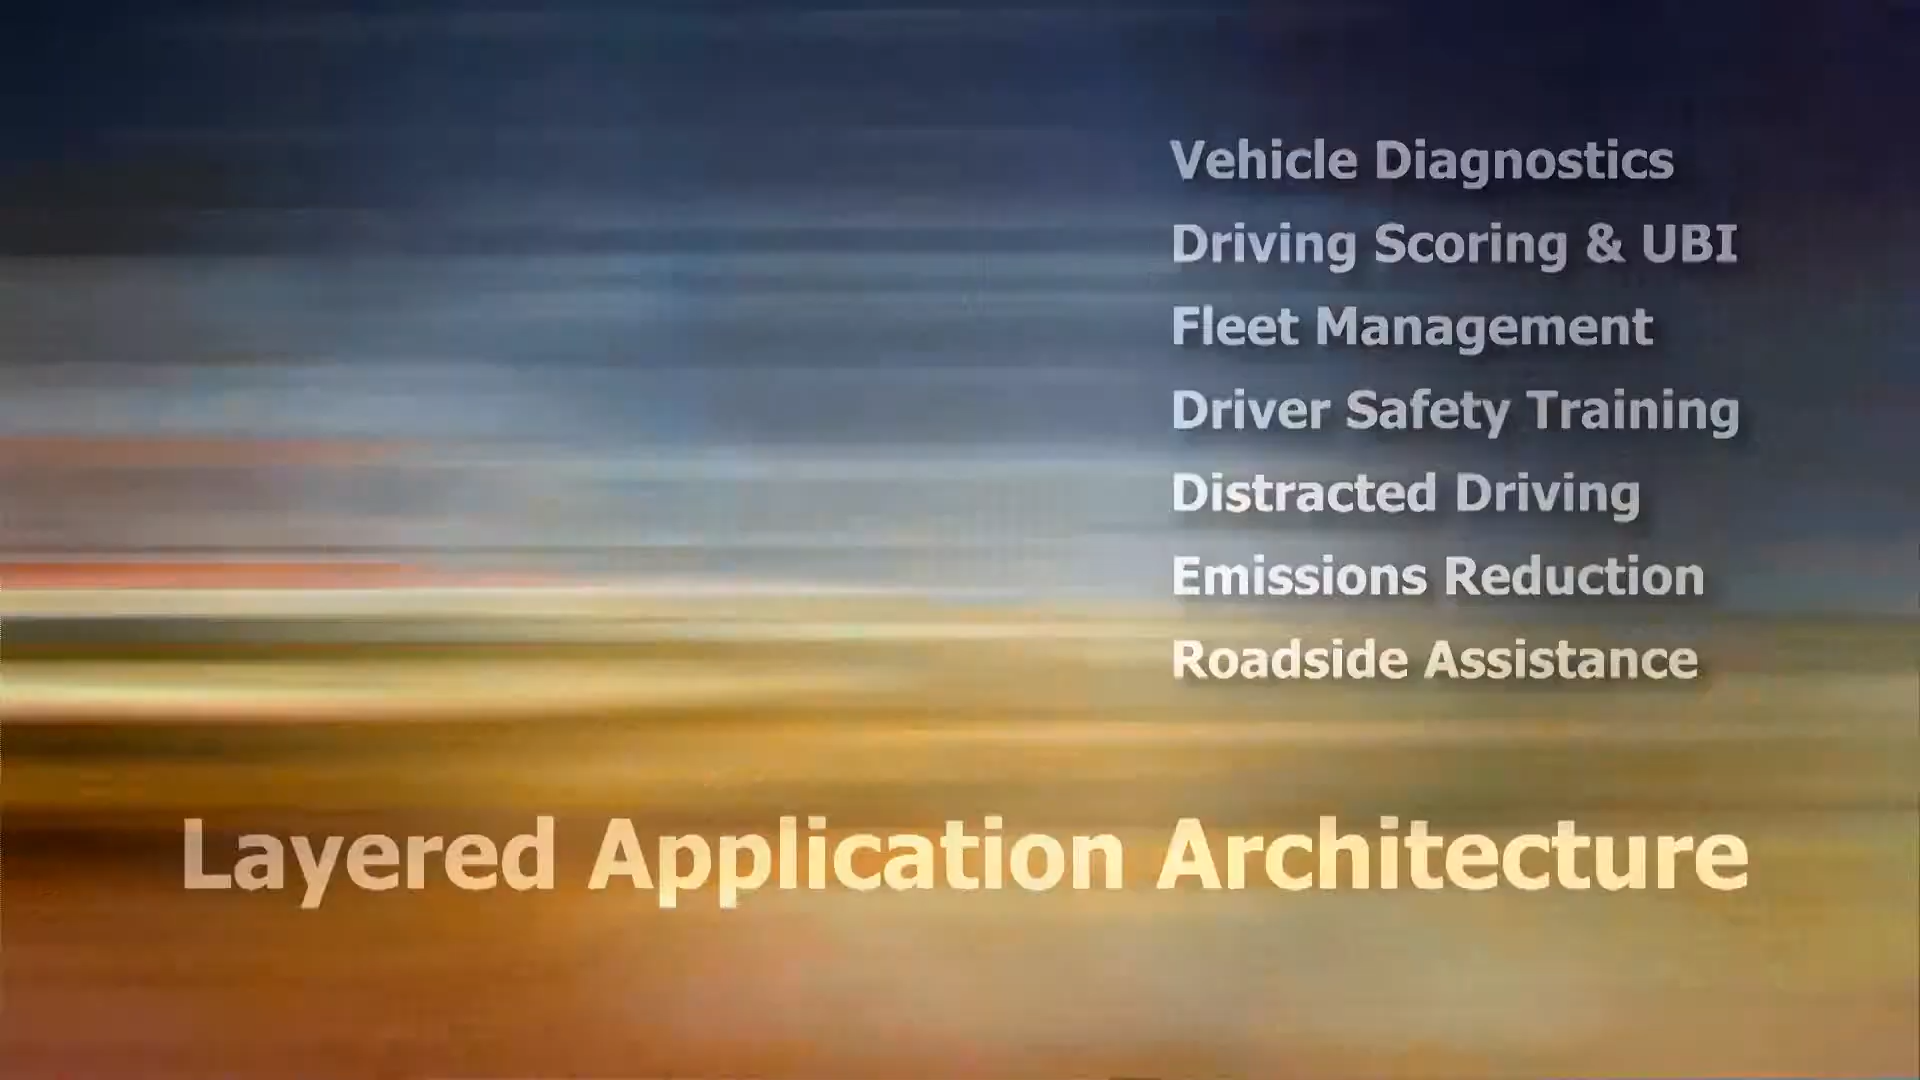 Vehicle Diagnostics
Driving Scoring & UBI
Fleet Management
Driver Safety Training
Distracted Driving
Emissions Reduction
Roadside Assistance
Layered Application Architecture